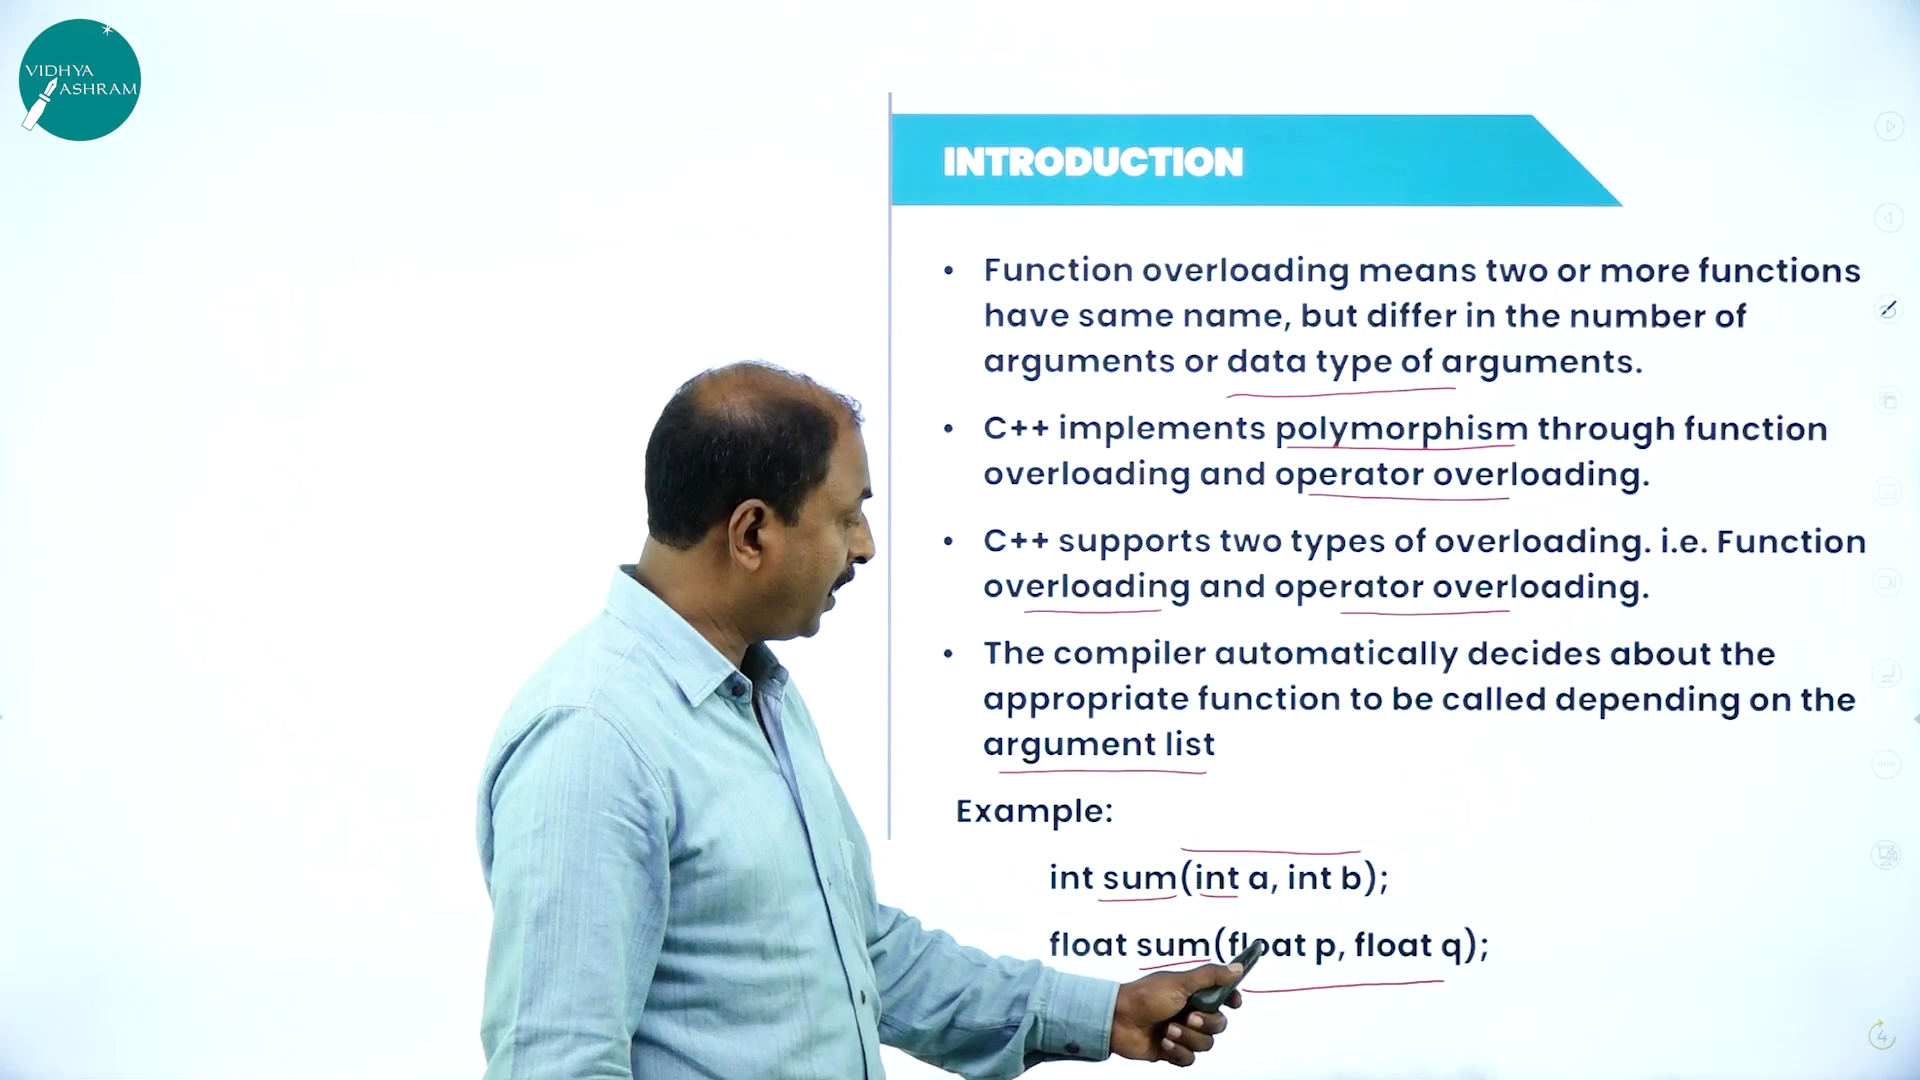 VIDHYA
ASHRAM
INTRODUCTION
• Function overloading means two or more functions
have same name, but differ in the number of
arguments or data type of arguments.
• C++ implements polymorphism through function
overloading and operator overloading.
• C++ supports two types of overloading. i.e. Function
overloading and operator overloading.
• The compiler automatically decides about the
appropriate function to be called depending on the
argument list
Example:
int sum(int a, int b);
float sum(float p, float q);
4